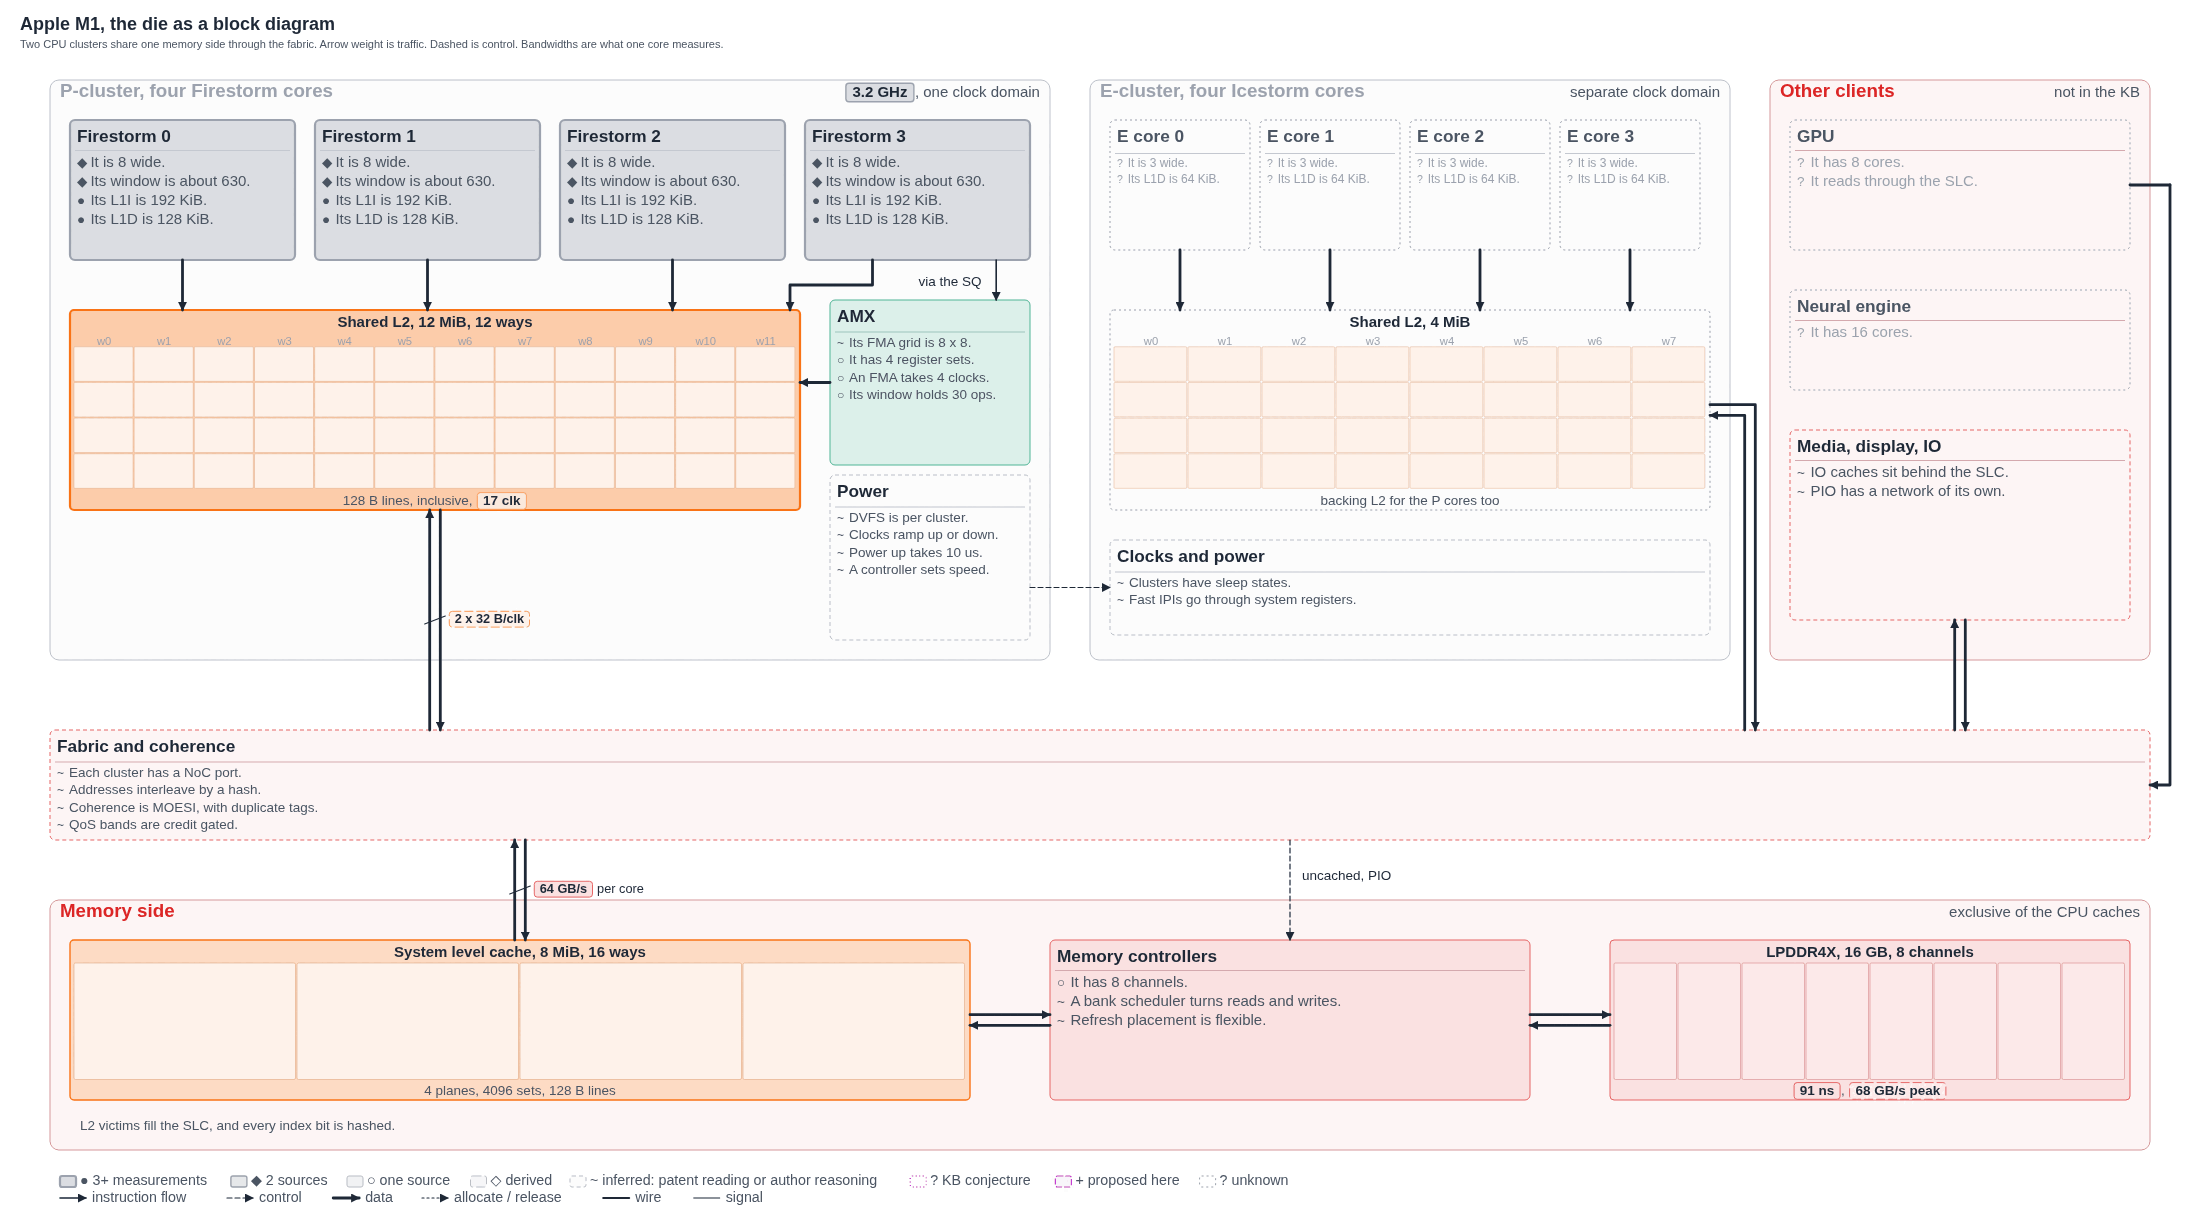 Apple M1, the die as a block diagram
Two CPU clusters share one memory side through the fabric. Arrow weight is traffic. Dashed is control. Bandwidths are what one core measures.
P-cluster, four Firestorm cores
3.2 GHz , one clock domain
Firestorm 0
◆ It is 8 wide.
◆ Its window is about 630.
● Its L1I is 192 KiB.
● Its L1D is 128 KiB.
Firestorm 1
◆ It is 8 wide.
◆ Its window is about 630.
● Its L1I is 192 KiB.
● Its L1D is 128 KiB.
Firestorm 2
◆ It is 8 wide.
◆ Its window is about 630.
● Its L1I is 192 KiB.
● Its L1D is 128 KiB.
Firestorm 3
◆ It is 8 wide.
◆ Its window is about 630.
● Its L1I is 192 KiB.
● Its L1D is 128 KiB.
via the SQ
Shared L2, 12 MiB, 12 ways
w0 w1 w2 w3 w4 w5 w6 w7 w8 w9 w10 w11
128 B lines, inclusive, 17 clk
AMX
~ Its FMA grid is 8 x 8.
○ It has 4 register sets.
○ An FMA takes 4 clocks.
○ Its window holds 30 ops.
Power
~ DVFS is per cluster.
~ Clocks ramp up or down.
~ Power up takes 10 us.
~ A controller sets speed.
2 x 32 B/clk
E-cluster, four Icestorm cores
separate clock domain
E core 0
? It is 3 wide.
? Its L1D is 64 KiB.
E core 1
? It is 3 wide.
? Its L1D is 64 KiB.
E core 2
? It is 3 wide.
? Its L1D is 64 KiB.
E core 3
? It is 3 wide.
? Its L1D is 64 KiB.
Shared L2, 4 MiB
w0 w1 w2 w3 w4 w5 w6 w7
backing L2 for the P cores too
Clocks and power
~ Clusters have sleep states.
~ Fast IPIs go through system registers.
Other clients
not in the KB
GPU
? It has 8 cores.
? It reads through the SLC.
Neural engine
? It has 16 cores.
Media, display, IO
~ IO caches sit behind the SLC.
~ PIO has a network of its own.
Fabric and coherence
~ Each cluster has a NoC port.
~ Addresses interleave by a hash.
~ Coherence is MOESI, with duplicate tags.
~ QoS bands are credit gated.
64 GB/s per core
uncached, PIO
Memory side
exclusive of the CPU caches
System level cache, 8 MiB, 16 ways
4 planes, 4096 sets, 128 B lines
Memory controllers
○ It has 8 channels.
~ A bank scheduler turns reads and writes.
~ Refresh placement is flexible.
LPDDR4X, 16 GB, 8 channels
91 ns , 68 GB/s peak
L2 victims fill the SLC, and every index bit is hashed.
● 3+ measurements ◆ 2 sources ○ one source ◇ derived ~ inferred: patent reading or author reasoning ? KB conjecture + proposed here ? unknown
instruction flow control data allocate / release wire signal